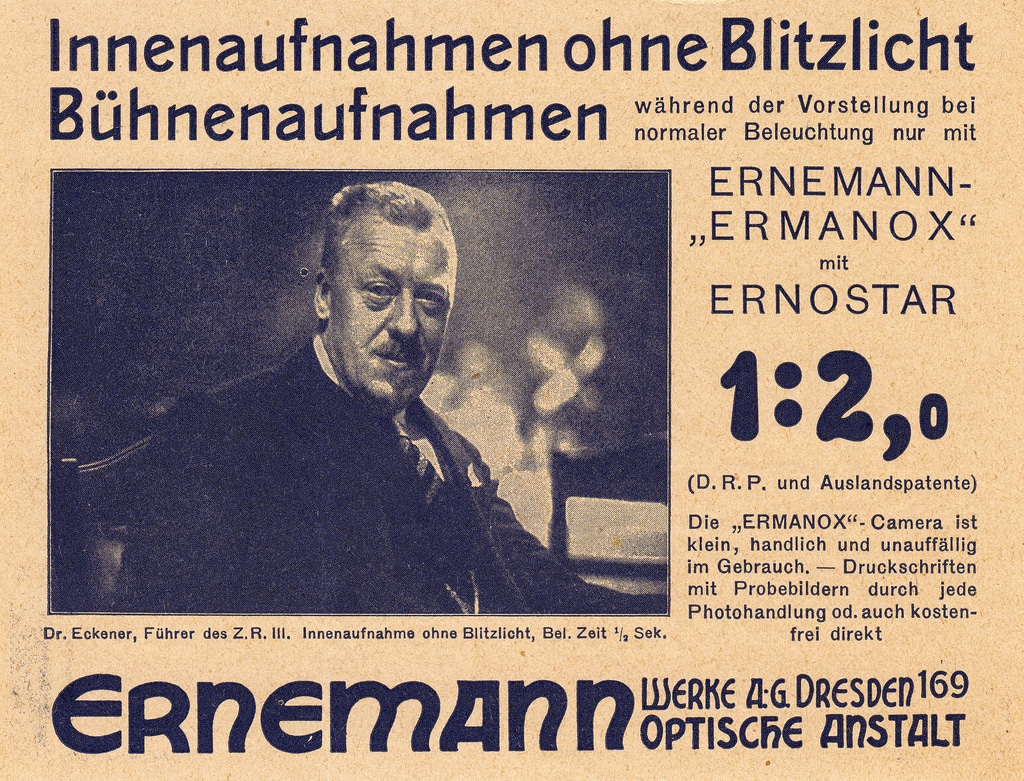 Innenaufnahmen ohne Blitzlicht
Bühnenaufnahmen während der Vorstellung bei
normaler Beleuchtung nur mit
ERNEMANN-
„ERMANOX“
mit
ERNOSTAR
1:2,0
(D. R. P. und Auslandspatente)
Die „ERMANOX“-Camera ist
klein, handlich und unauffällig
im Gebrauch. — Druckschriften
mit Probebildern durch jede
Photohandlung od. auch kosten-
frei direkt
Dr. Eckener, Führer des Z. R. III. Innenaufnahme ohne Blitzlicht, Bel. Zeit ½ Sek.
ERNEMANN WERKE A·G. DRESDEN 169
OPTISCHE ANSTALT